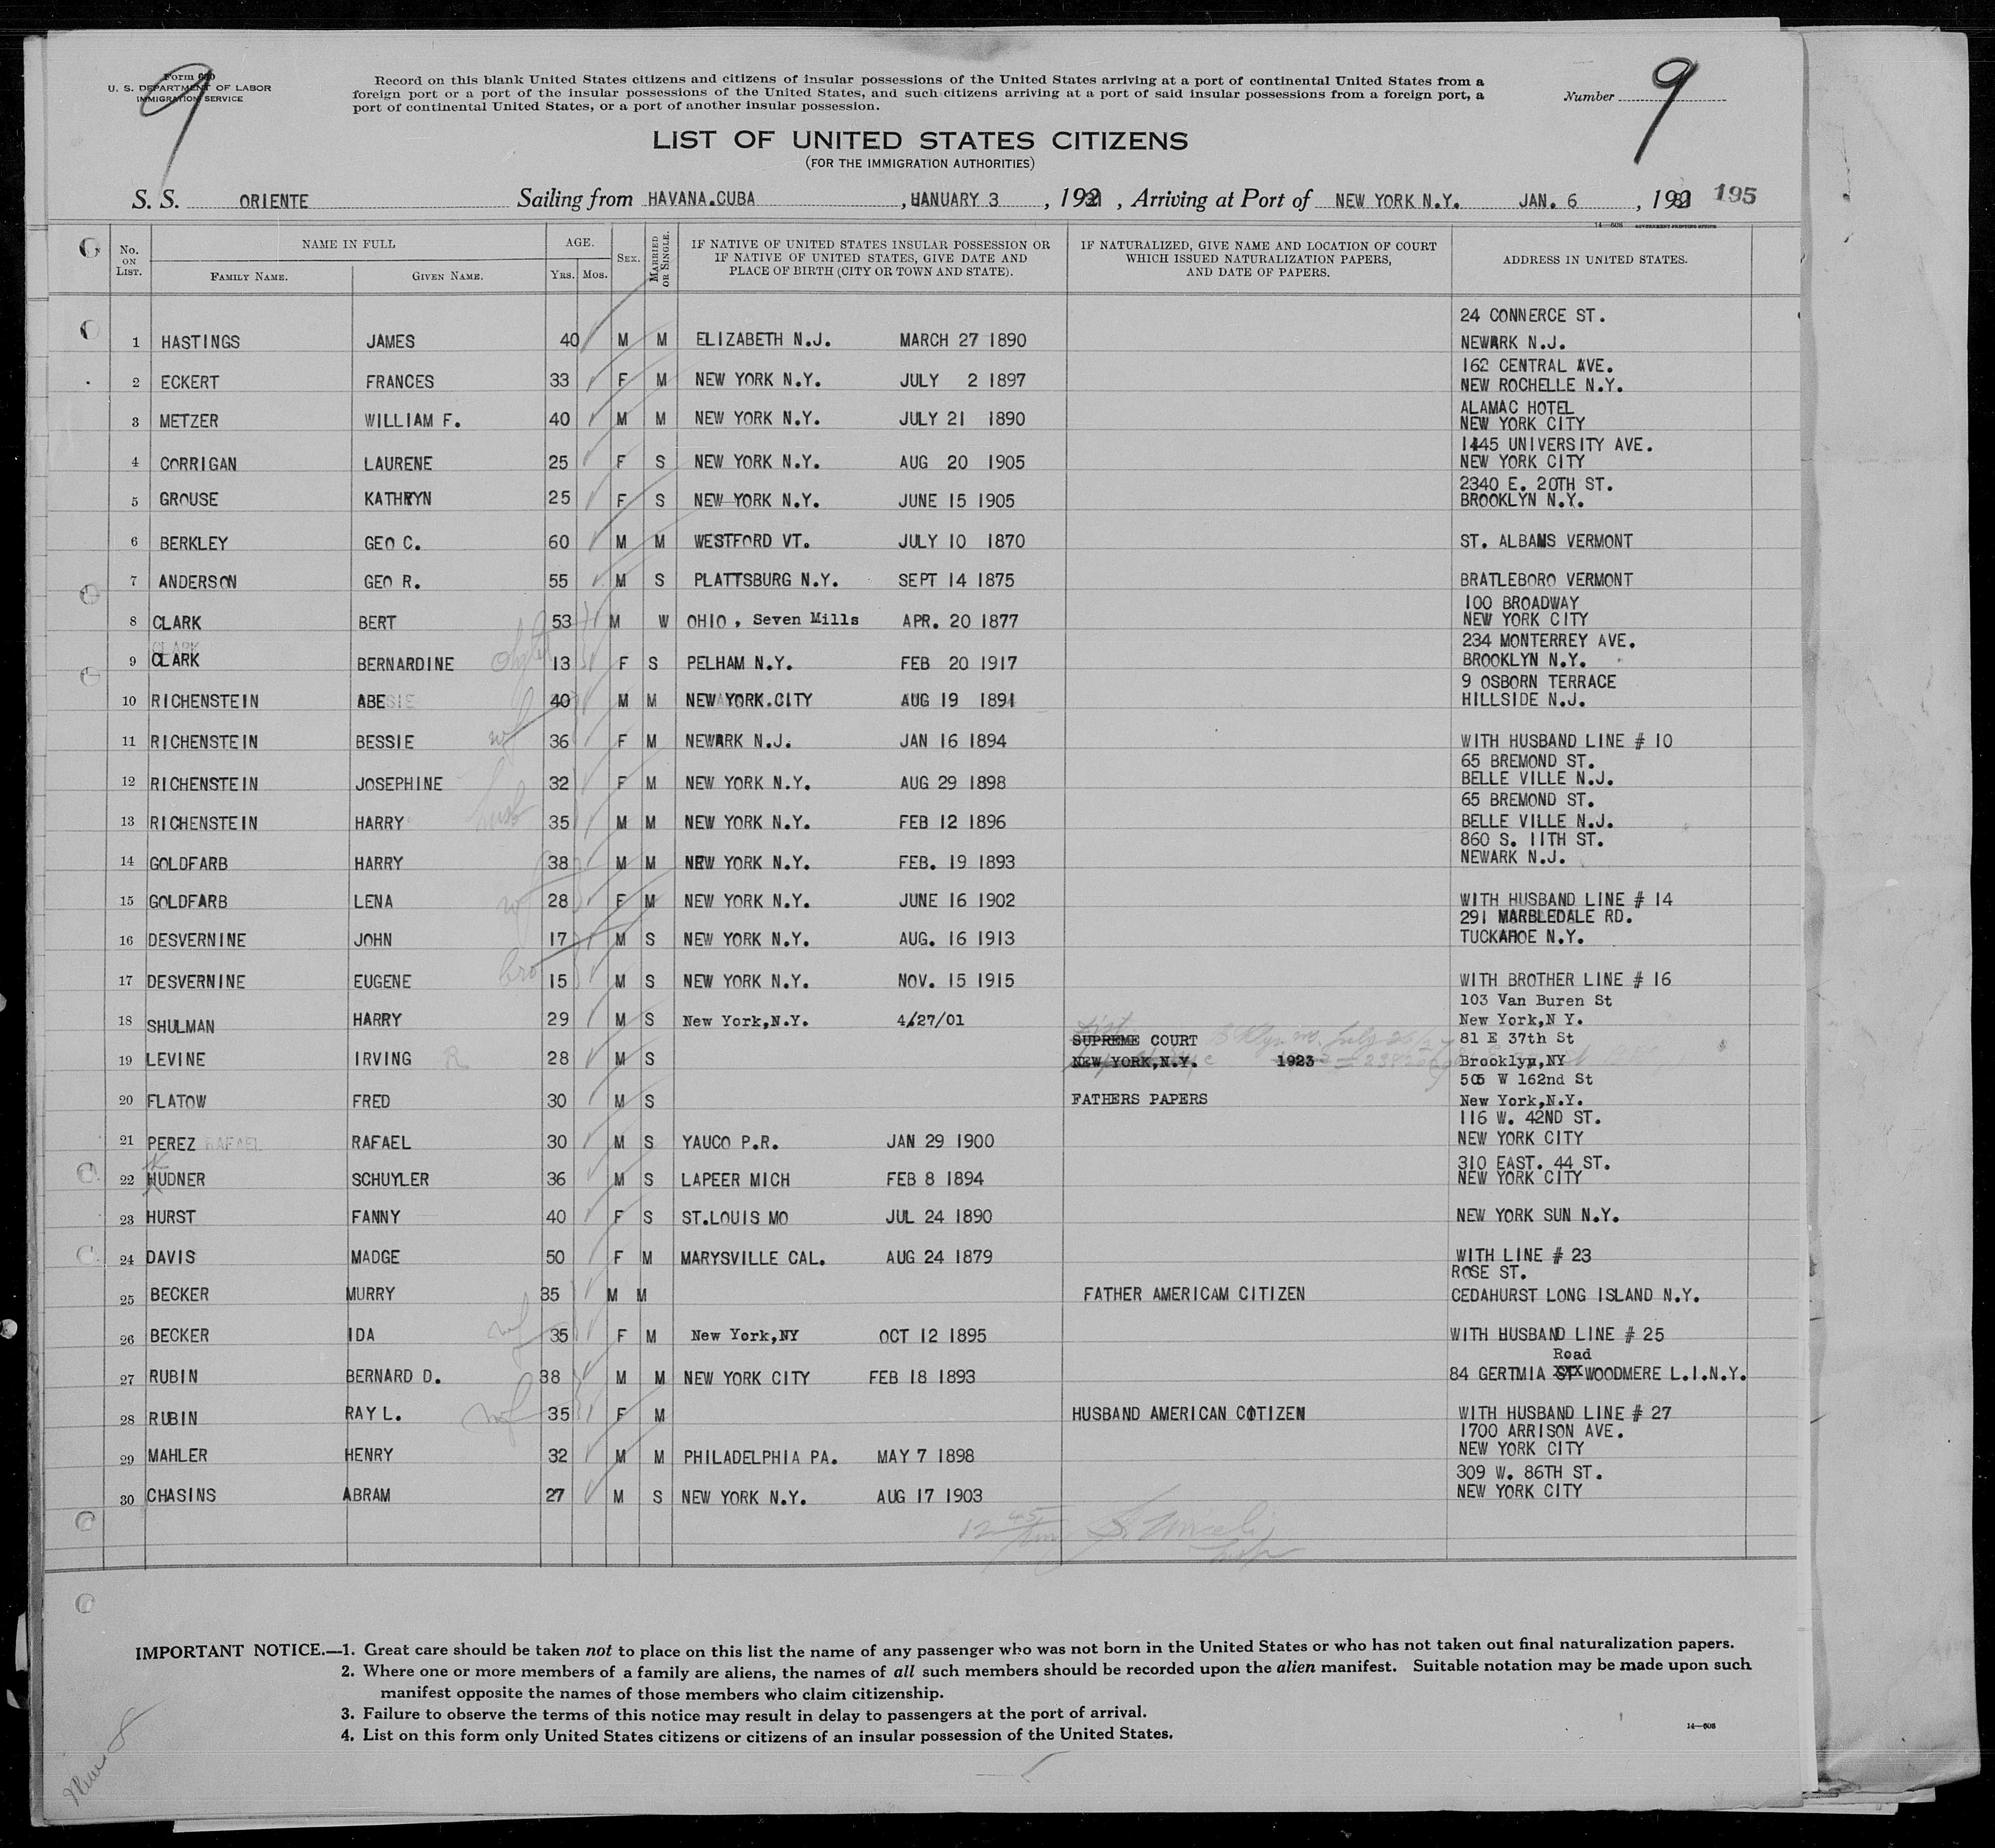 9
Form 630
U. S. DEPARTMENT OF LABOR
IMMIGRATION SERVICE
Record on this blank United States citizens and citizens of insular possessions of the United States arriving at a port of continental United States from a
foreign port or a port of the insular possessions of the United States, and such citizens arriving at a port of said insular possessions from a foreign port, a
port of continental United States, or a port of another insular possession.
Number 9
LIST OF UNITED STATES CITIZENS
(FOR THE IMMIGRATION AUTHORITIES)
S. S. ORIENTE Sailing from HAVANA.CUBA , JANUARY 3 , 1931 , Arriving at Port of NEW YORK N.Y. JAN. 6 , 1931 195
14—608 GOVERNMENT PRINTING OFFICE
No. ON LIST. NAME IN FULL FAMILY NAME. GIVEN NAME. AGE. YRS. MOS. SEX. MARRIED OR SINGLE. IF NATIVE OF UNITED STATES INSULAR POSSESSION OR IF NATIVE OF UNITED STATES, GIVE DATE AND PLACE OF BIRTH (CITY OR TOWN AND STATE). IF NATURALIZED, GIVE NAME AND LOCATION OF COURT WHICH ISSUED NATURALIZATION PAPERS, AND DATE OF PAPERS. ADDRESS IN UNITED STATES.
24 CONNERCE ST.
1 HASTINGS JAMES 40 M M ELIZABETH N.J. MARCH 27 1890 NEWARK N.J.
162 CENTRAL AVE.
2 ECKERT FRANCES 33 F M NEW YORK N.Y. JULY 2 1897 NEW ROCHELLE N.Y.
ALAMAC HOTEL
3 METZER WILLIAM F. 40 M M NEW YORK N.Y. JULY 21 1890 NEW YORK CITY
1445 UNIVERSITY AVE.
4 CORRIGAN LAURENE 25 F S NEW YORK N.Y. AUG 20 1905 NEW YORK CITY
2340 E. 20TH ST.
5 GROUSE KATHRYN 25 F S NEW YORK N.Y. JUNE 15 1905 BROOKLYN N.Y.
6 BERKLEY GEO C. 60 M M WESTFORD VT. JULY 10 1870 ST. ALBANS VERMONT
7 ANDERSON GEO R. 55 M S PLATTSBURG N.Y. SEPT 14 1875 BRATLEBORO VERMONT
100 BROADWAY
8 CLARK BERT 53 M W OHIO, Seven Mills APR. 20 1877 NEW YORK CITY
234 MONTERREY AVE.
9 CLARK BERNARDINE 13 F S PELHAM N.Y. FEB 20 1917 BROOKLYN N.Y.
9 OSBORN TERRACE
10 RICHENSTEIN ABE 40 M M NEW YORK.CITY AUG 19 1891 HILLSIDE N.J.
11 RICHENSTEIN BESSIE wf 36 F M NEWARK N.J. JAN 16 1894 WITH HUSBAND LINE # 10
65 BREMOND ST.
12 RICHENSTEIN JOSEPHINE 32 F M NEW YORK N.Y. AUG 29 1898 BELLE VILLE N.J.
65 BREMOND ST.
13 RICHENSTEIN HARRY husb 35 M M NEW YORK N.Y. FEB 12 1896 BELLE VILLE N.J.
860 S. 11TH ST.
14 GOLDFARB HARRY 38 M M NEW YORK N.Y. FEB. 19 1893 NEWARK N.J.
15 GOLDFARB LENA wf 28 F M NEW YORK N.Y. JUNE 16 1902 WITH HUSBAND LINE # 14
291 MARBLEDALE RD.
16 DESVERNINE JOHN 17 M S NEW YORK N.Y. AUG. 16 1913 TUCKAHOE N.Y.
17 DESVERNINE EUGENE bro 15 M S NEW YORK N.Y. NOV. 15 1915 WITH BROTHER LINE # 16
103 Van Buren St
18 SHULMAN HARRY 29 M S New York,N.Y. 4/27/01 New York,N Y.
SUPREME COURT 81 E 37th St
19 LEVINE IRVING R 28 M S NEW YORK,N.Y. 1923 Brooklyn,NY
505 W 162nd St
20 FLATOW FRED 30 M S FATHERS PAPERS New York,N.Y.
116 W. 42ND ST.
21 PEREZ RAFAEL 30 M S YAUCO P.R. JAN 29 1900 NEW YORK CITY
310 EAST. 44 ST.
22 HUDNER SCHUYLER 36 M S LAPEER MICH FEB 8 1894 NEW YORK CITY
23 HURST FANNY 40 F S ST.LOUIS MO JUL 24 1890 NEW YORK SUN N.Y.
24 DAVIS MADGE 50 F M MARYSVILLE CAL. AUG 24 1879 WITH LINE # 23
ROSE ST.
25 BECKER MURRY 35 M M FATHER AMERICAM CITIZEN CEDAHURST LONG ISLAND N.Y.
26 BECKER IDA wf 35 F M New York,NY OCT 12 1895 WITH HUSBAND LINE # 25
Road
27 RUBIN BERNARD D. 38 M M NEW YORK CITY FEB 18 1893 84 GERTMIA ST WOODMERE L.I.N.Y.
28 RUBIN RAY L. wf 35 F M HUSBAND AMERICAN CITIZEN WITH HUSBAND LINE # 27
1700 ARRISON AVE.
29 MAHLER HENRY 32 M M PHILADELPHIA PA. MAY 7 1898 NEW YORK CITY
309 W. 86TH ST.
30 CHASINS ABRAM 27 M S NEW YORK N.Y. AUG 17 1903 NEW YORK CITY
IMPORTANT NOTICE.—1. Great care should be taken not to place on this list the name of any passenger who was not born in the United States or who has not taken out final naturalization papers.
2. Where one or more members of a family are aliens, the names of all such members should be recorded upon the alien manifest. Suitable notation may be made upon such
manifest opposite the names of those members who claim citizenship.
3. Failure to observe the terms of this notice may result in delay to passengers at the port of arrival.
4. List on this form only United States citizens or citizens of an insular possession of the United States.
14—608